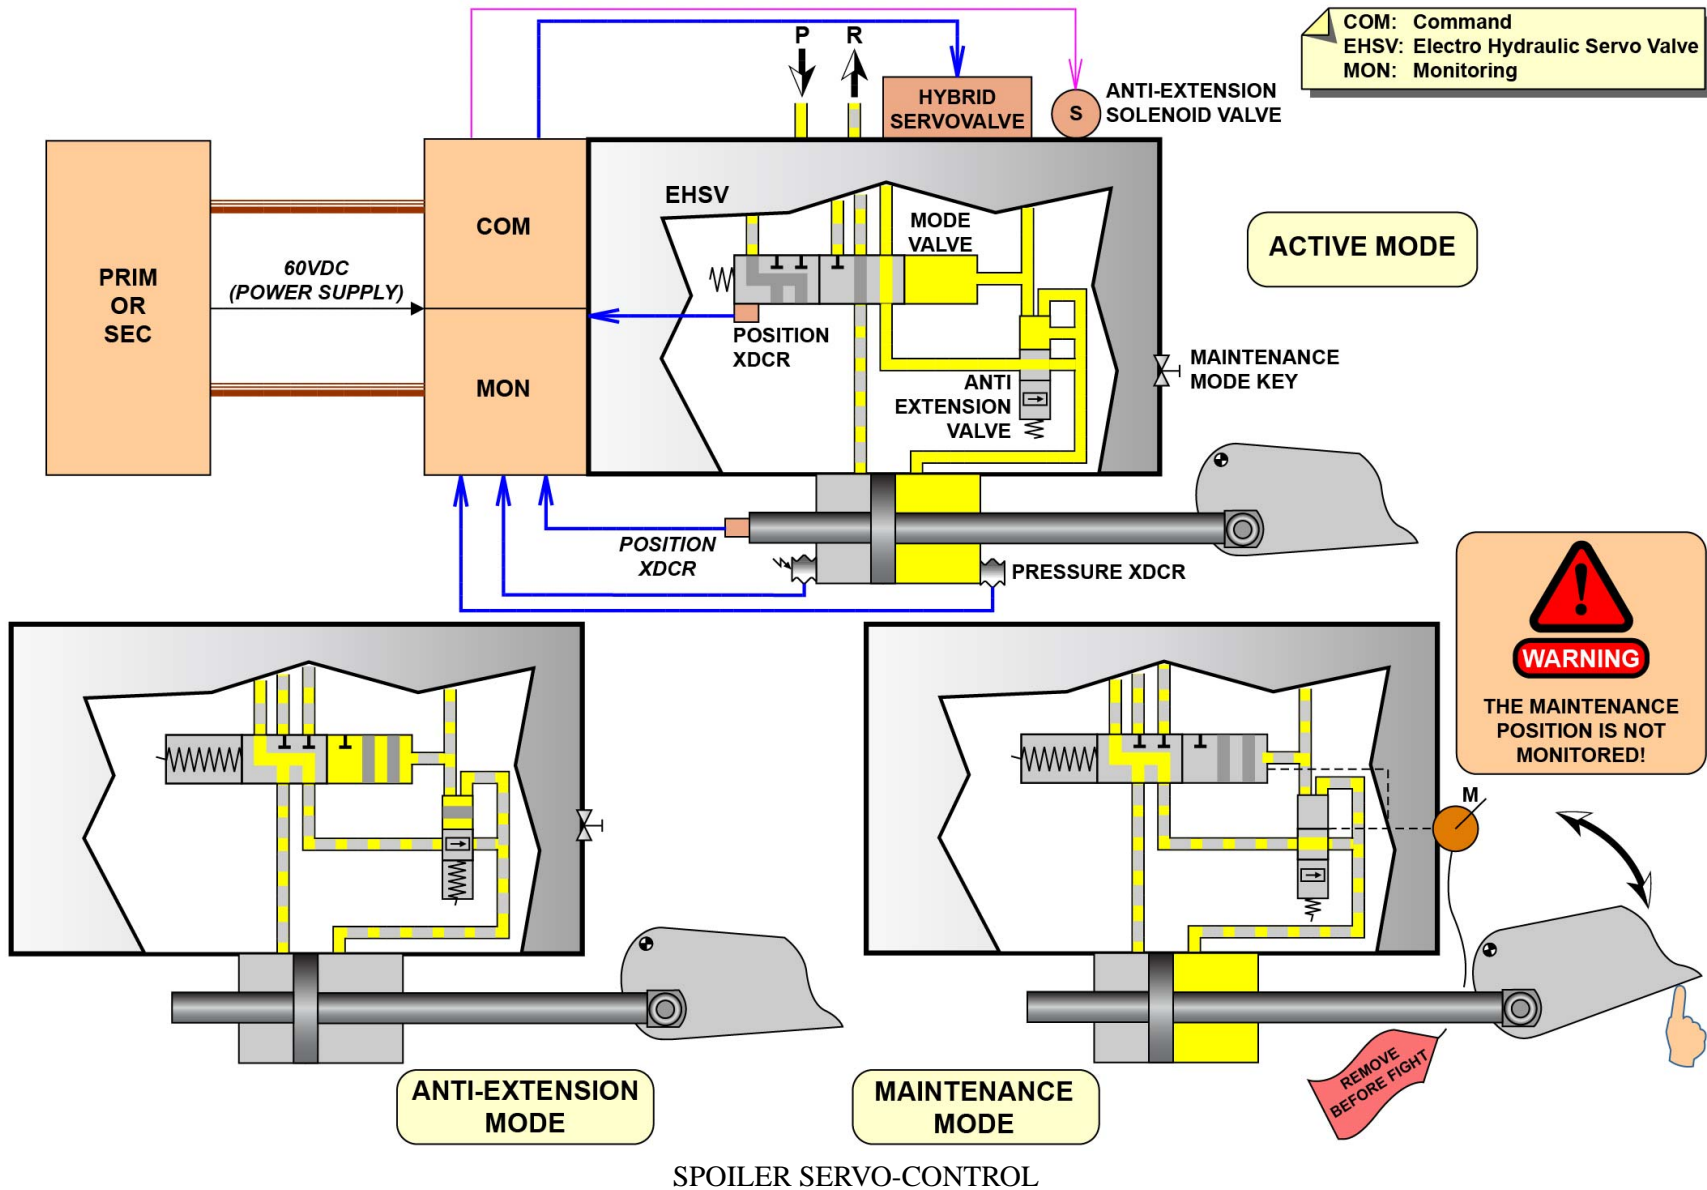 COM: Command
EHSV: Electro Hydraulic Servo Valve
MON: Monitoring
P
R
HYBRID
SERVOVALVE
S
ANTI-EXTENSION
SOLENOID VALVE
PRIM
OR
SEC
60VDC
(POWER SUPPLY)
COM
MON
EHSV
MODE
VALVE
POSITION
XDCR
ANTI
EXTENSION
VALVE
ACTIVE MODE
MAINTENANCE
MODE KEY
POSITION
XDCR
PRESSURE XDCR
WARNING
THE MAINTENANCE
POSITION IS NOT
MONITORED!
M
REMOVE
BEFORE FIGHT
ANTI-EXTENSION
MODE
MAINTENANCE
MODE
SPOILER SERVO-CONTROL